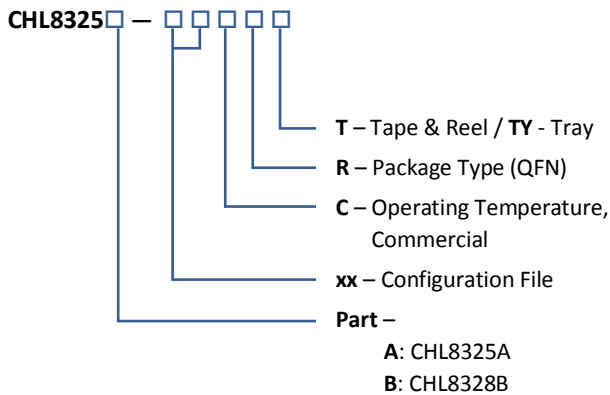 CHL8325□ — □ □ □ □ □
T – Tape & Reel / TY - Tray
R – Package Type (QFN)
C – Operating Temperature,
Commercial
xx – Configuration File
Part –
A: CHL8325A
B: CHL8328B